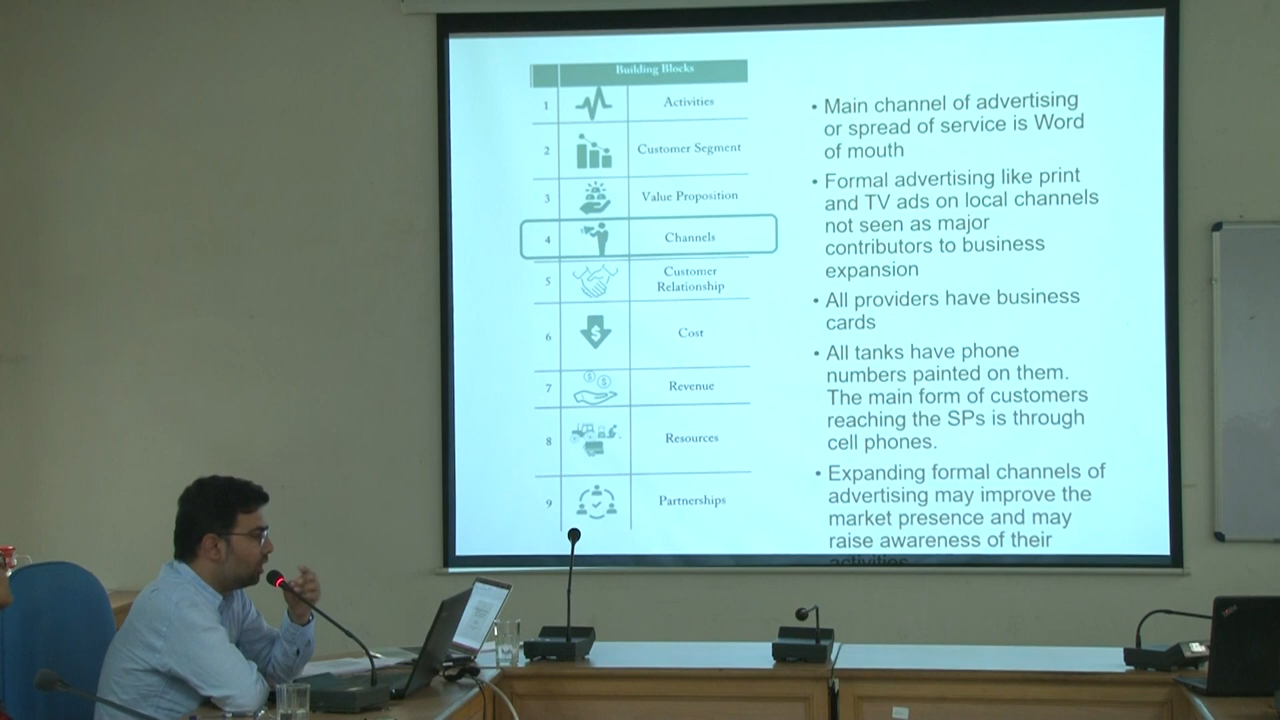 Building Blocks
1 Activities
2 Customer Segment
3 Value Proposition
4 Channels
5 Customer
Relationship
6 Cost
7 Revenue
8 Resources
9 Partnerships
• Main channel of advertising
or spread of service is Word
of mouth
• Formal advertising like print
and TV ads on local channels
not seen as major
contributors to business
expansion
• All providers have business
cards
• All tanks have phone
numbers painted on them.
The main form of customers
reaching the SPs is through
cell phones.
• Expanding formal channels of
advertising may improve the
market presence and may
raise awareness of their
activities